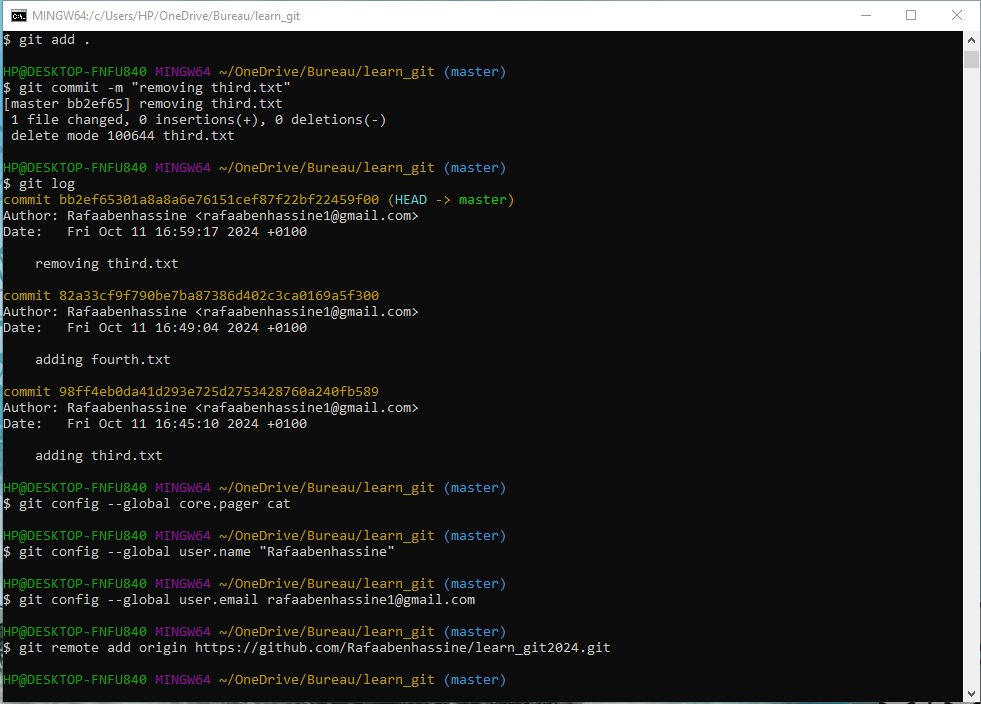 MINGW64:/c/Users/HP/OneDrive/Bureau/learn_git
$ git add .
HP@DESKTOP-FNFU840 MINGW64 ~/OneDrive/Bureau/learn_git (master)
$ git commit -m "removing third.txt"
[master bb2ef65] removing third.txt
 1 file changed, 0 insertions(+), 0 deletions(-)
 delete mode 100644 third.txt
HP@DESKTOP-FNFU840 MINGW64 ~/OneDrive/Bureau/learn_git (master)
$ git log
commit bb2ef65301a8a8a6e76151cef87f22bf22459f00 (HEAD -> master)
Author: Rafaabenhassine <rafaabenhassine1@gmail.com>
Date:   Fri Oct 11 16:59:17 2024 +0100
    removing third.txt
commit 82a33cf9f790be7ba87386d402c3ca0169a5f300
Author: Rafaabenhassine <rafaabenhassine1@gmail.com>
Date:   Fri Oct 11 16:49:04 2024 +0100
    adding fourth.txt
commit 98ff4eb0da41d293e725d2753428760a240fb589
Author: Rafaabenhassine <rafaabenhassine1@gmail.com>
Date:   Fri Oct 11 16:45:10 2024 +0100
    adding third.txt
HP@DESKTOP-FNFU840 MINGW64 ~/OneDrive/Bureau/learn_git (master)
$ git config --global core.pager cat
HP@DESKTOP-FNFU840 MINGW64 ~/OneDrive/Bureau/learn_git (master)
$ git config --global user.name "Rafaabenhassine"
HP@DESKTOP-FNFU840 MINGW64 ~/OneDrive/Bureau/learn_git (master)
$ git config --global user.email rafaabenhassine1@gmail.com
HP@DESKTOP-FNFU840 MINGW64 ~/OneDrive/Bureau/learn_git (master)
$ git remote add origin https://github.com/Rafaabenhassine/learn_git2024.git
HP@DESKTOP-FNFU840 MINGW64 ~/OneDrive/Bureau/learn_git (master)